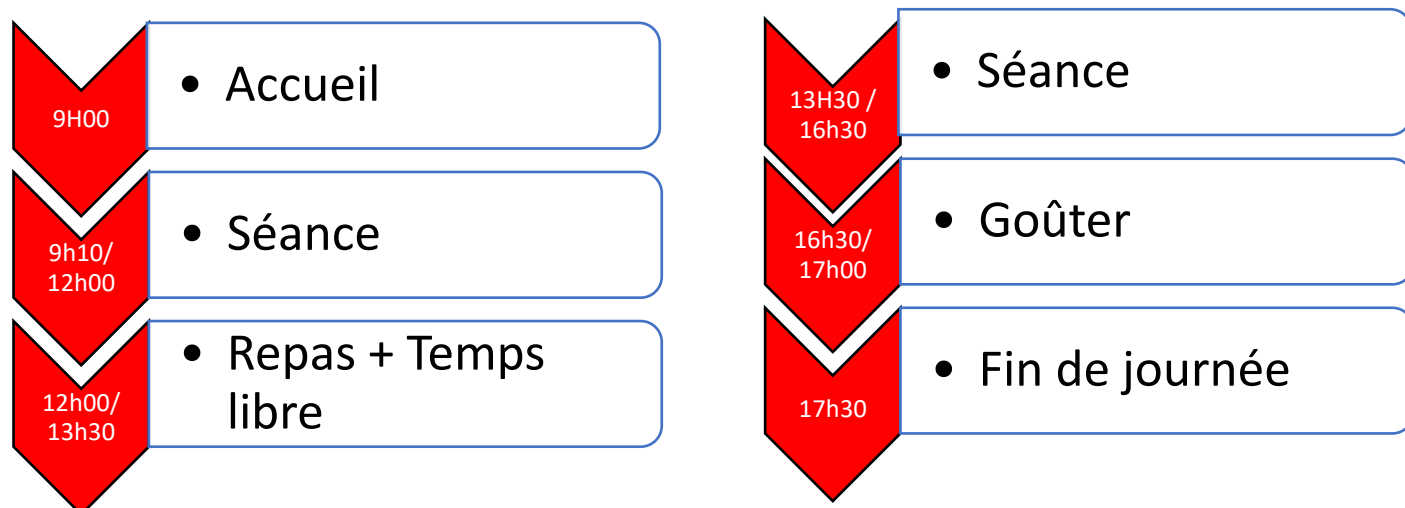 9H00
• Accueil
9h10/
12h00
• Séance
12h00/
13h30
• Repas + Temps
libre
13H30 /
16h30
• Séance
16h30/
17h00
• Goûter
17h30
• Fin de journée